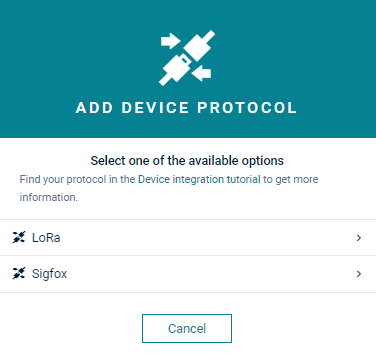 ADD DEVICE PROTOCOL
Select one of the available options
Find your protocol in the Device integration tutorial to get more
information.
LoRa
Sigfox
Cancel